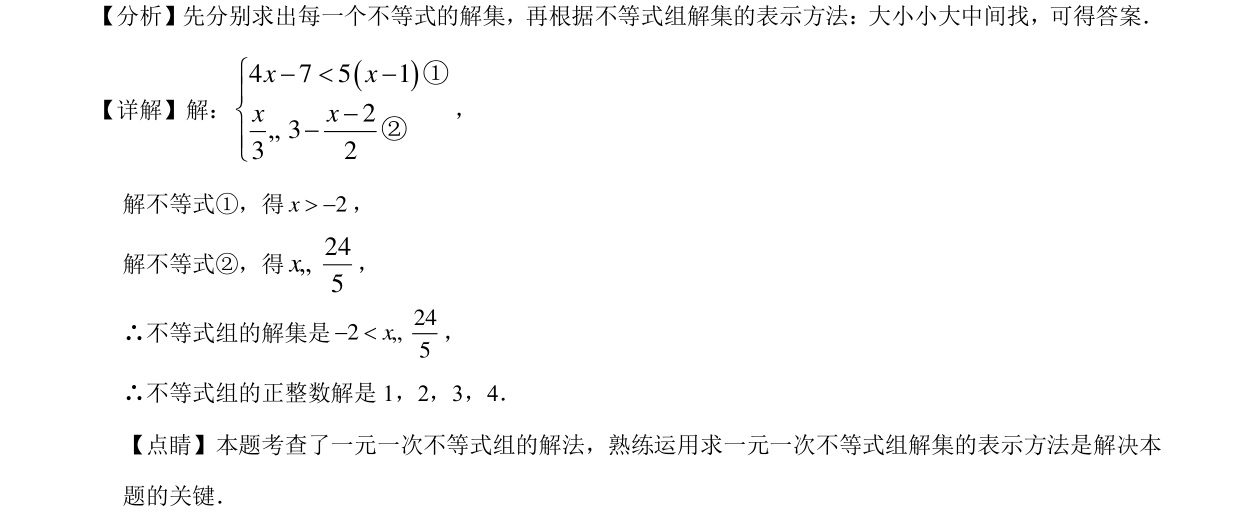 【分析】先分别求出每一个不等式的解集，再根据不等式组解集的表示方法：大小小大中间找，可得答案．
【详解】解：{4x−7<5(x−1)① x/3 ,, 3−(x−2)/2②，
解不等式①，得 x>−2，
解不等式②，得 x,, 24/5，
∴不等式组的解集是 −2<x,, 24/5，
∴不等式组的正整数解是 1，2，3，4．
【点睛】本题考查了一元一次不等式组的解法，熟练运用求一元一次不等式组解集的表示方法是解决本
题的关键．